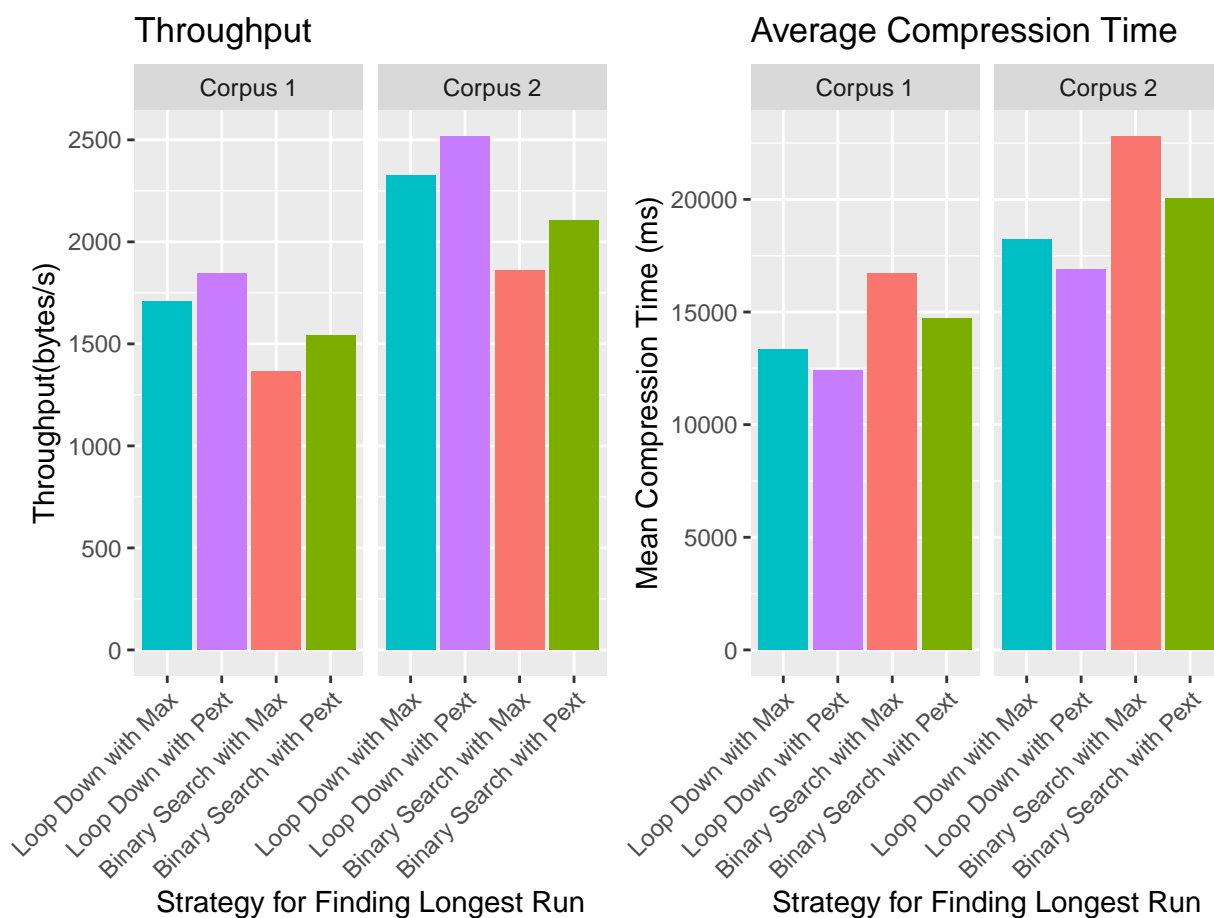 Throughput
Corpus 1
Corpus 2
Throughput(bytes/s)
2500
2000
1500
1000
500
0
Loop Down with Max
Loop Down with Pext
Binary Search with Max
Binary Search with Pext
Loop Down with Max
Loop Down with Pext
Binary Search with Max
Binary Search with Pext
Strategy for Finding Longest Run
Average Compression Time
Corpus 1
Corpus 2
Mean Compression Time (ms)
20000
15000
10000
5000
0
Loop Down with Max
Loop Down with Pext
Binary Search with Max
Binary Search with Pext
Loop Down with Max
Loop Down with Pext
Binary Search with Max
Binary Search with Pext
Strategy for Finding Longest Run